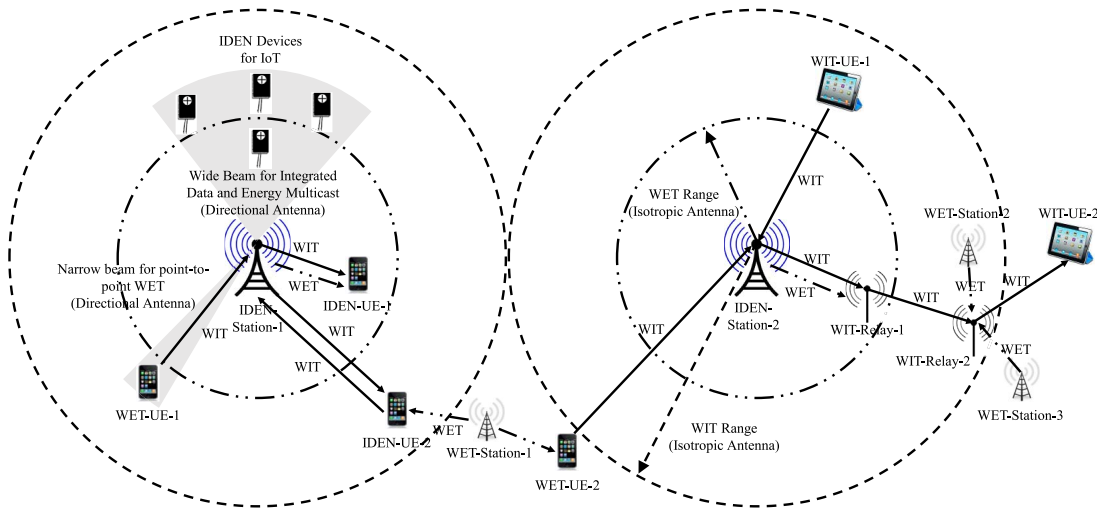 IDEN Devices
for IoT
WIT-UE-1
Wide Beam for Integrated
Data and Energy Multicast
(Directional Antenna)
WET Range
(Isotropic Antenna)
WIT
WET-Station-2
WIT-UE-2
Narrow beam for point-to-
point WET
(Directional Antenna)
WIT
WET
IDEN-UE-1
IDEN-
Station-1
WIT
WIT
WIT
WET-UE-1
IDEN-UE-2
WET
WET-Station-1
WET-UE-2
WIT
IDEN-
Station-2
WIT
WET
WIT-Relay-1
WIT
WET
WIT
WIT-Relay-2
WET
WET-Station-3
WIT Range
(Isotropic Antenna)